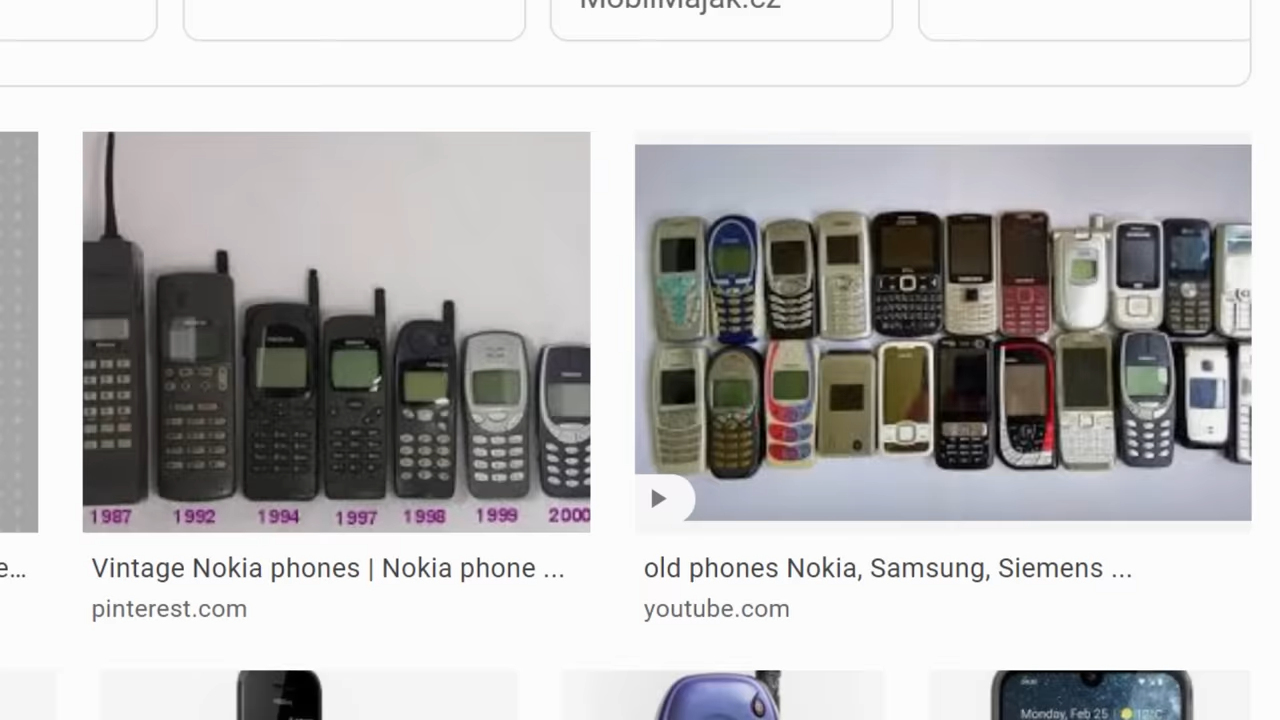 MobilMajak.cz
1987 1992 1994 1997 1998 1999 2000
e...
Vintage Nokia phones | Nokia phone ...
old phones Nokia, Samsung, Siemens ...
pinterest.com
youtube.com
Monday, Feb 25 | 12°C